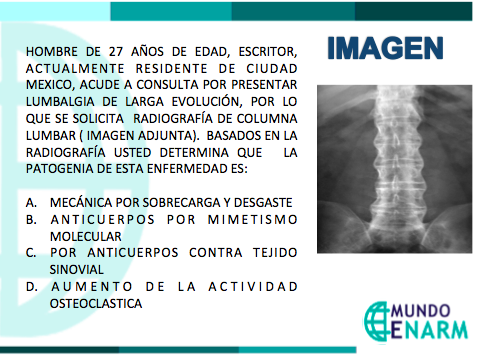 HOMBRE DE 27 AÑOS DE EDAD, ESCRITOR,
ACTUALMENTE RESIDENTE DE CIUDAD
MEXICO, ACUDE A CONSULTA POR PRESENTAR
LUMBALGIA DE LARGA EVOLUCIÓN, POR LO
QUE SE SOLICITA RADIOGRAFÍA DE COLUMNA
LUMBAR ( IMAGEN ADJUNTA). BASADOS EN LA
RADIOGRAFÍA USTED DETERMINA QUE LA
PATOGENIA DE ESTA ENFERMEDAD ES:
A. MECÁNICA POR SOBRECARGA Y DESGASTE
B. ANTICUERPOS POR MIMETISMO
MOLECULAR
C. POR ANTICUERPOS CONTRA TEJIDO
SINOVIAL
D. AUMENTO DE LA ACTIVIDAD
OSTEOCLASTICA
IMAGEN
MUNDO
ENARM